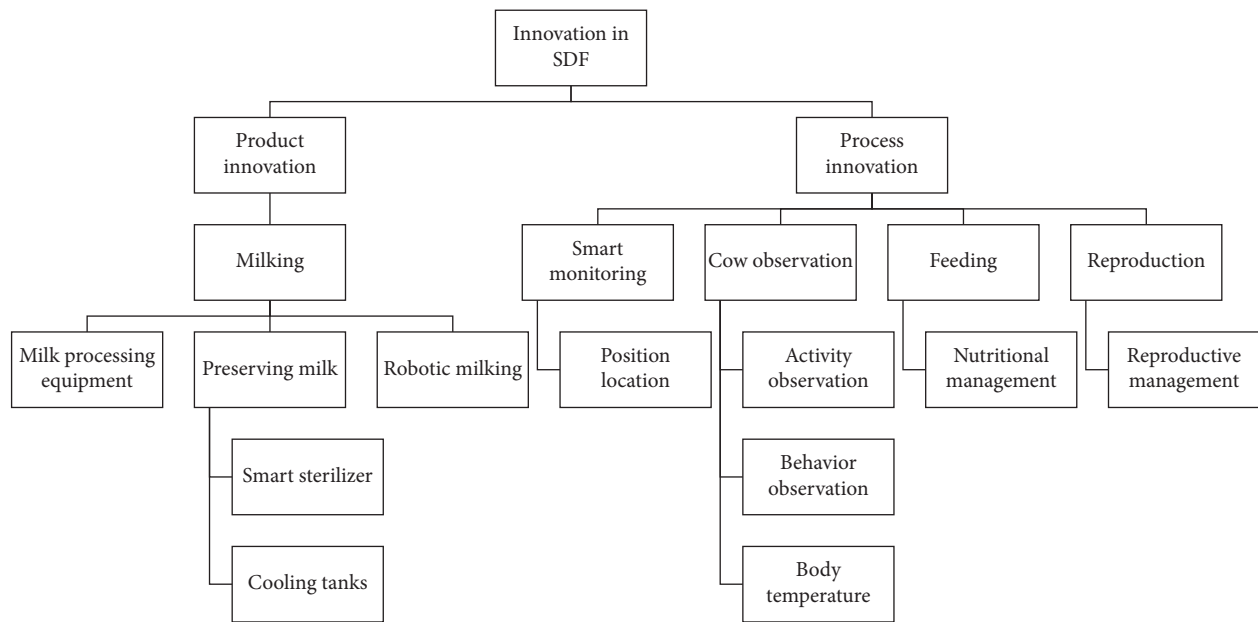 Innovation in
SDF
Product
innovation
Process
innovation
Milking
Smart
monitoring
Cow observation
Feeding
Reproduction
Milk processing
equipment
Preserving milk
Robotic milking
Position
location
Activity
observation
Nutritional
management
Reproductive
management
Smart sterilizer
Behavior
observation
Cooling tanks
Body
temperature